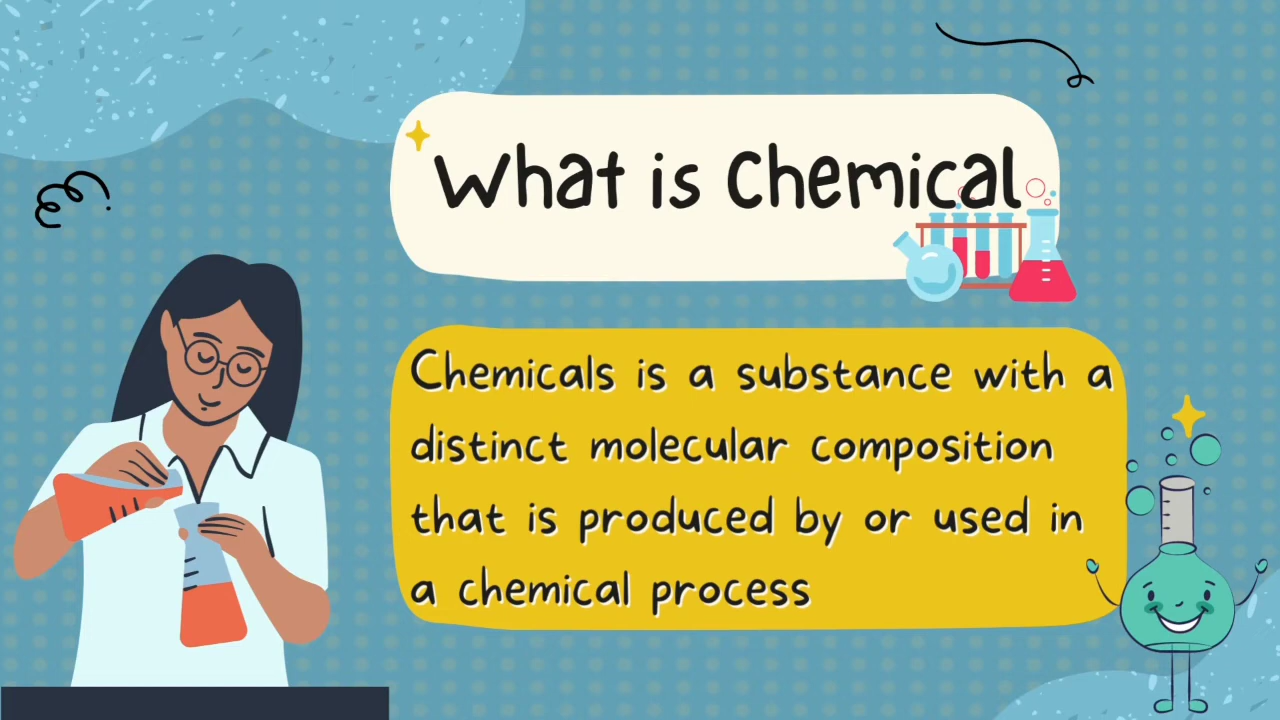 What is Chemical
Chemicals is a substance with a
distinct molecular composition
that is produced by or used in
a chemical process